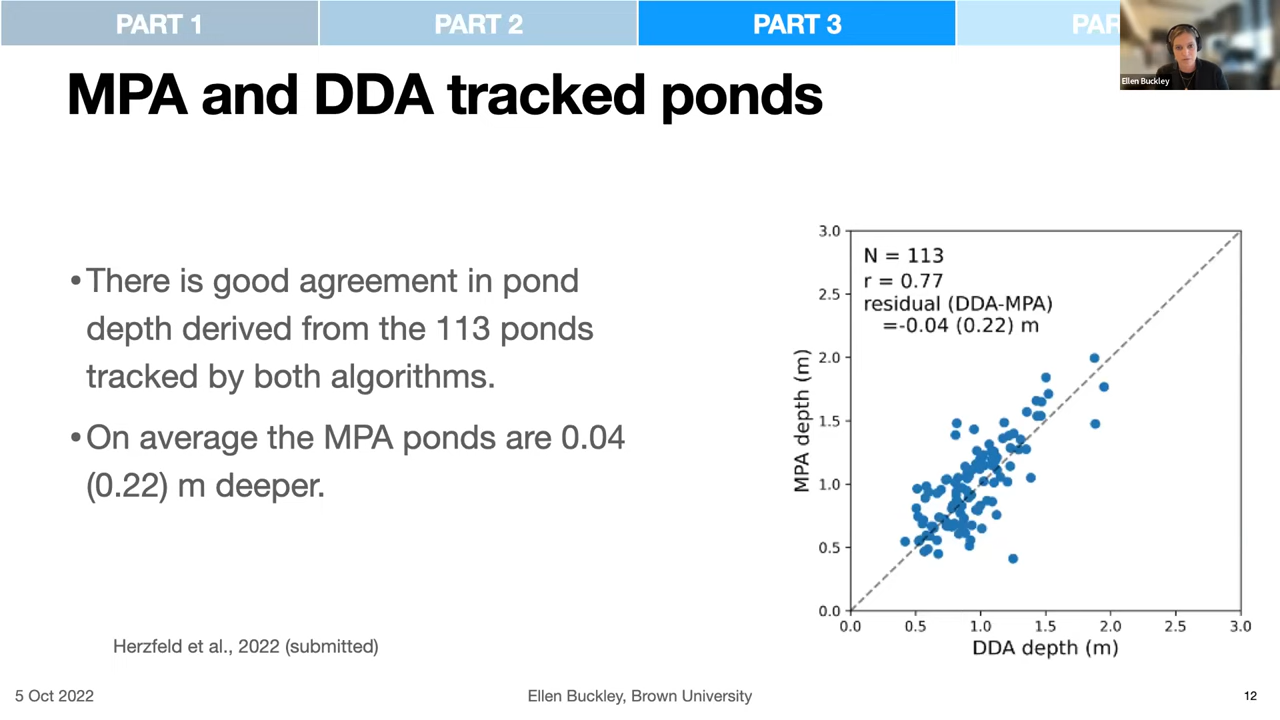 PART 1
PART 2
PART 3
PAR
Ellen Buckley
MPA and DDA tracked ponds
•There is good agreement in pond
depth derived from the 113 ponds
tracked by both algorithms.
•On average the MPA ponds are 0.04
(0.22) m deeper.
N = 113
r = 0.77
residual (DDA-MPA)
=-0.04 (0.22) m
MPA depth (m)
3.0
2.5
2.0
1.5
1.0
0.5
0.0
0.0 0.5 1.0 1.5 2.0 2.5 3.0
DDA depth (m)
Herzfeld et al., 2022 (submitted)
5 Oct 2022
Ellen Buckley, Brown University
12